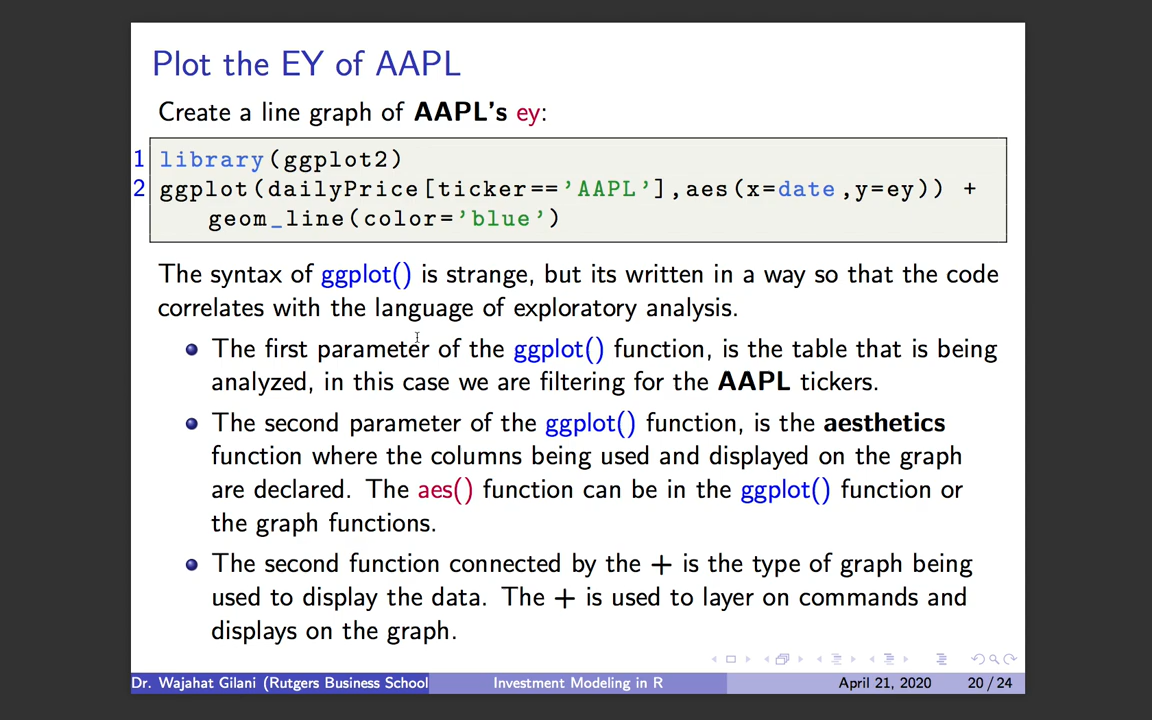 Plot the EY of AAPL
Create a line graph of AAPL's ey:
1 library(ggplot2)
2 ggplot(dailyPrice[ticker=='AAPL'],aes(x=date,y=ey)) +
geom_line(color='blue')
The syntax of ggplot() is strange, but its written in a way so that the code
correlates with the language of exploratory analysis.
The first parameter of the ggplot() function, is the table that is being
analyzed, in this case we are filtering for the AAPL tickers.
The second parameter of the ggplot() function, is the aesthetics
function where the columns being used and displayed on the graph
are declared. The aes() function can be in the ggplot() function or
the graph functions.
The second function connected by the + is the type of graph being
used to display the data. The + is used to layer on commands and
displays on the graph.
Dr. Wajahat Gilani (Rutgers Business School Investment Modeling in R April 21, 2020 20 / 24